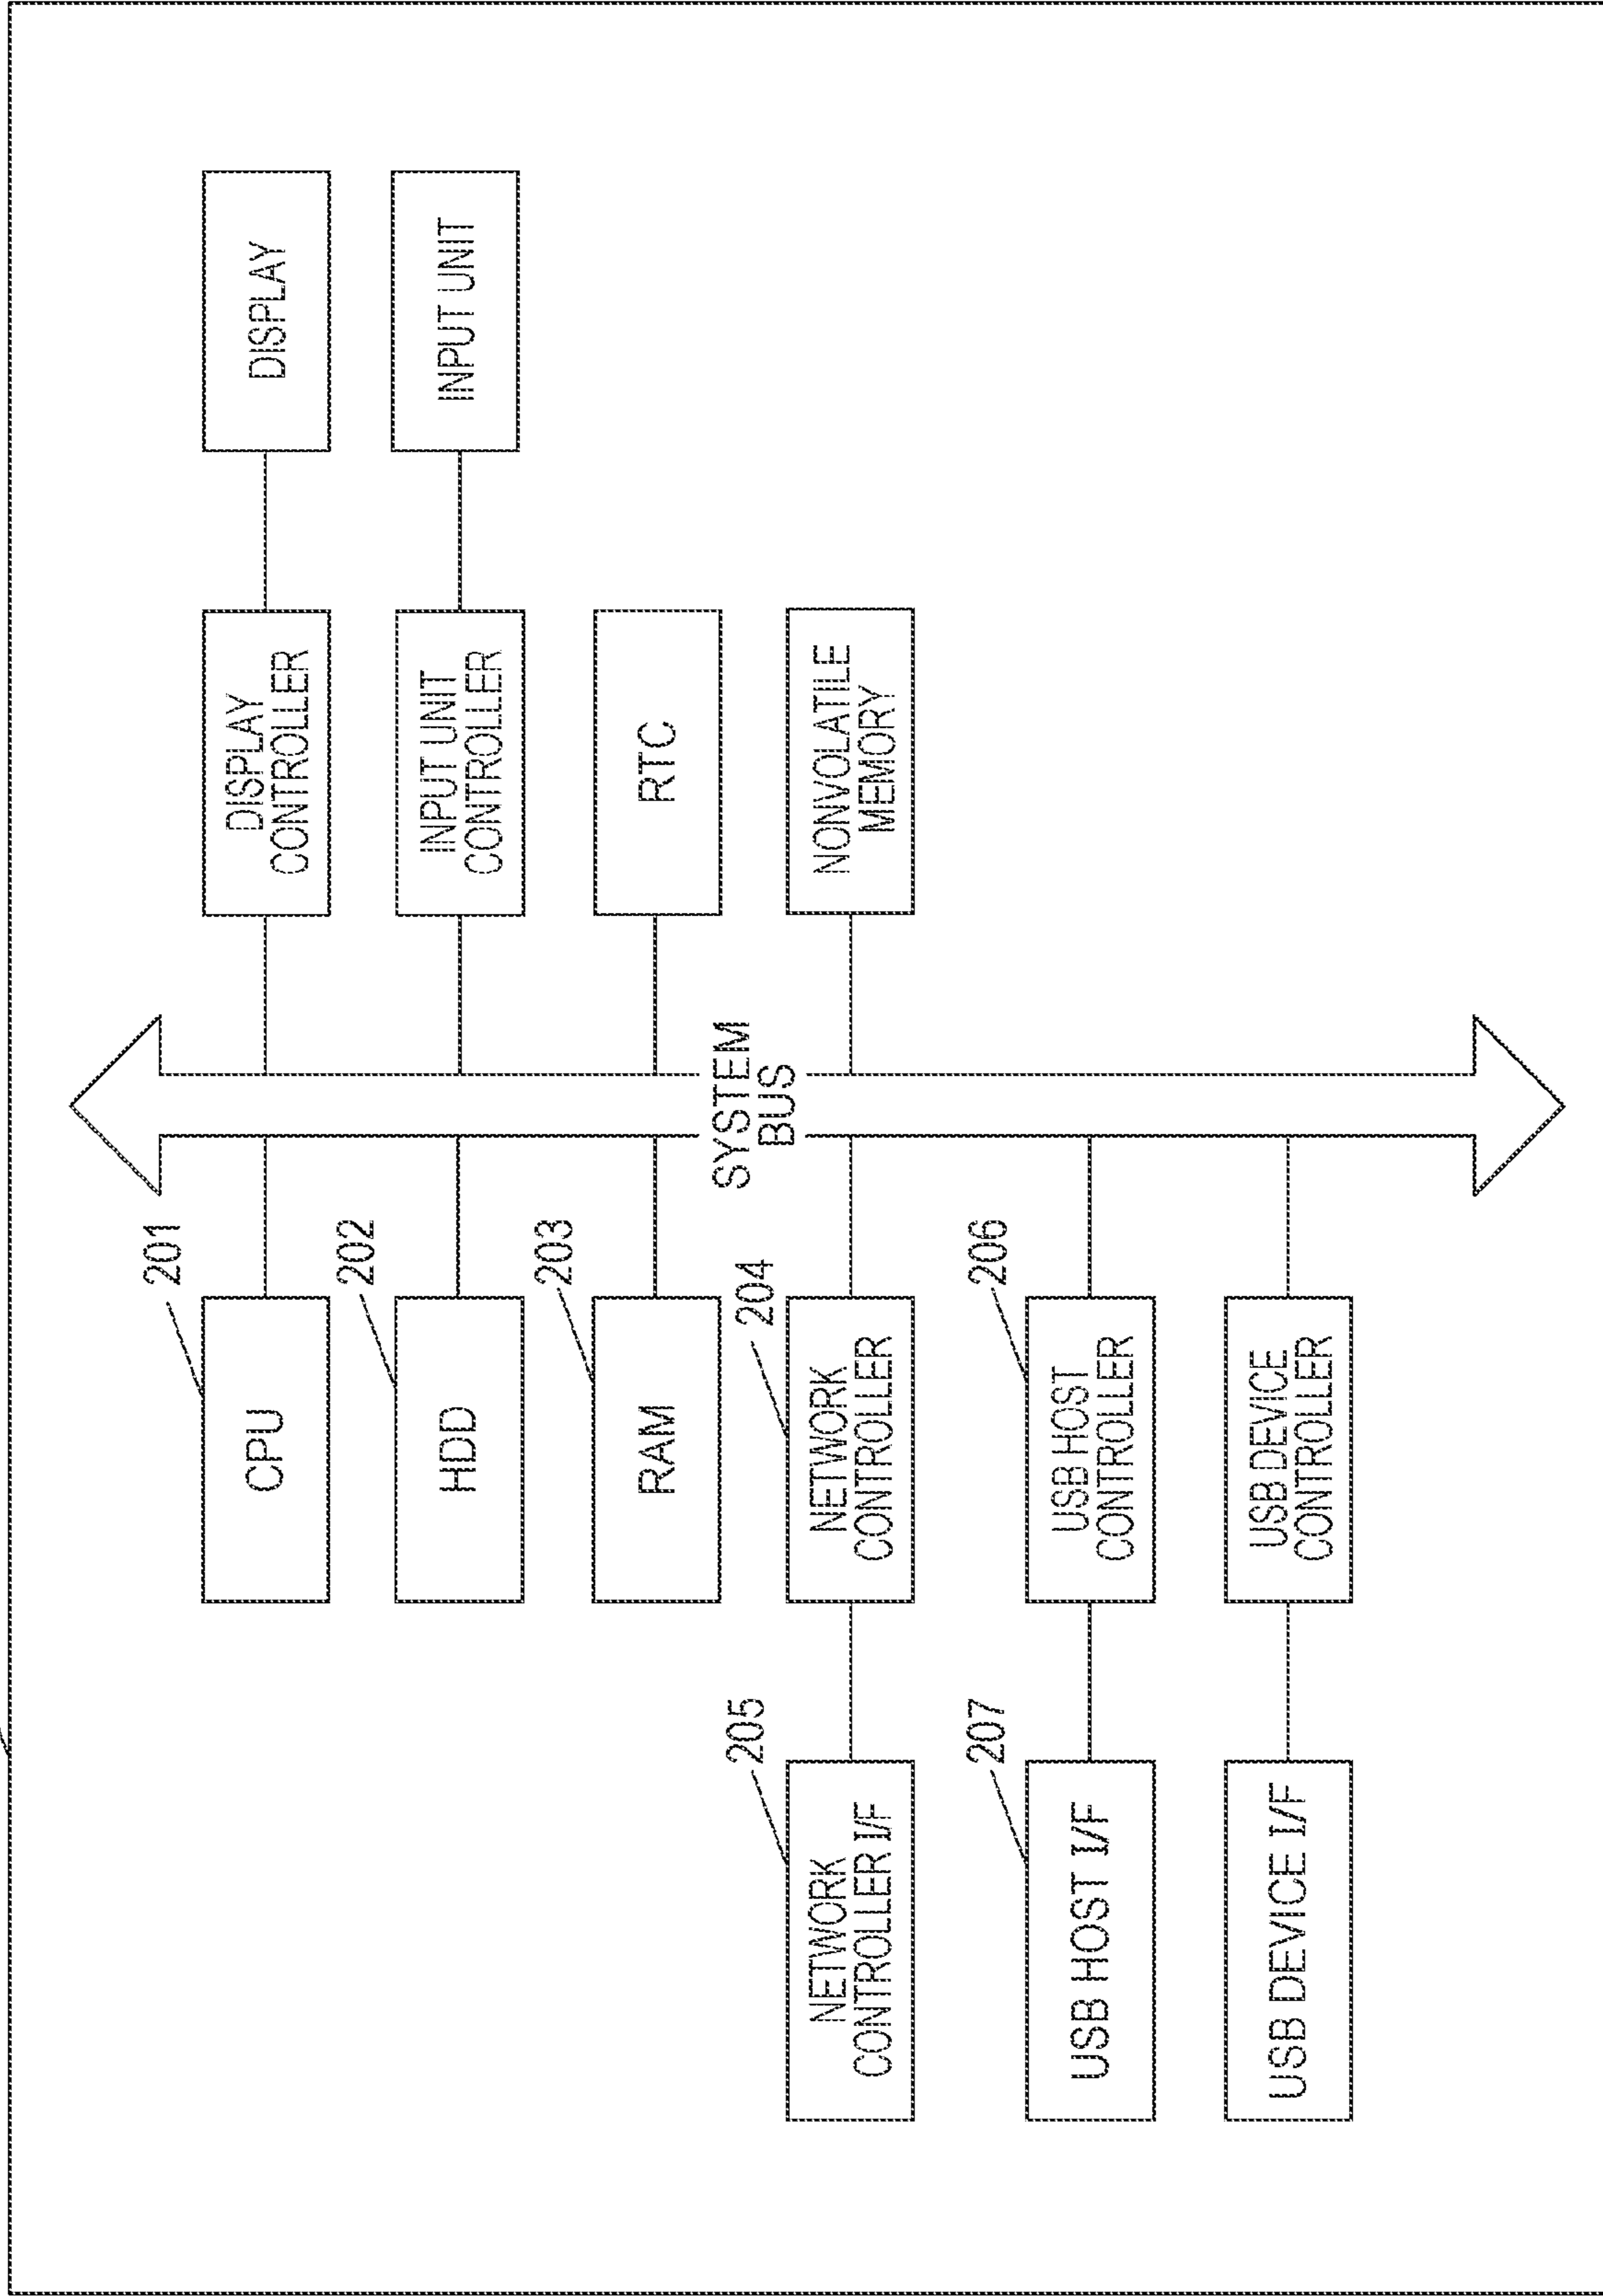 201
CPU
202
HDD
203
RAM
205
NETWORK
CONTROLLER I/F
204
NETWORK
CONTROLLER
207
USB HOST I/F
206
USB HOST
CONTROLLER
USB DEVICE I/F
USB DEVICE
CONTROLLER
SYSTEM
BUS
DISPLAY
CONTROLLER
DISPLAY
INPUT UNIT
CONTROLLER
INPUT UNIT
RTC
NONVOLATILE
MEMORY